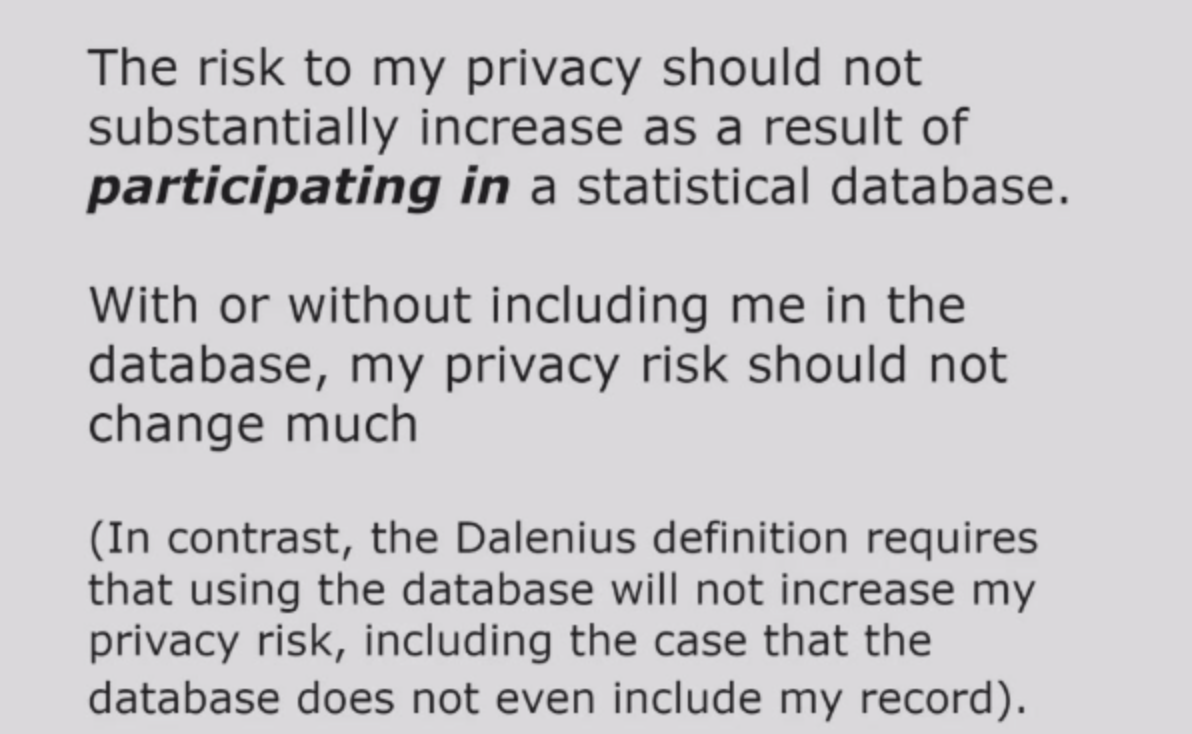 The risk to my privacy should not
substantially increase as a result of
participating in a statistical database.
With or without including me in the
database, my privacy risk should not
change much
(In contrast, the Dalenius definition requires
that using the database will not increase my
privacy risk, including the case that the
database does not even include my record).